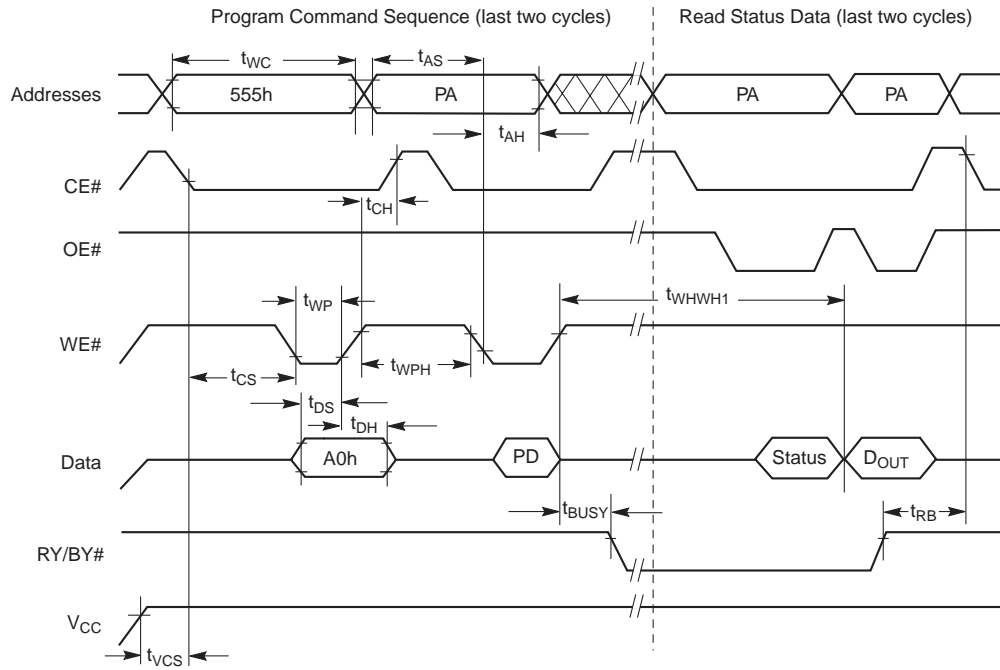 Program Command Sequence (last two cycles)
Read Status Data (last two cycles)
tWC
tAS
Addresses
555h
PA
PA
PA
tAH
CE#
tCH
OE#
tWP
tWHWH1
WE#
tCS
tWPH
tDS
tDH
Data
A0h
PD
Status
DOUT
tBUSY
tRB
RY/BY#
VCC
tVCS